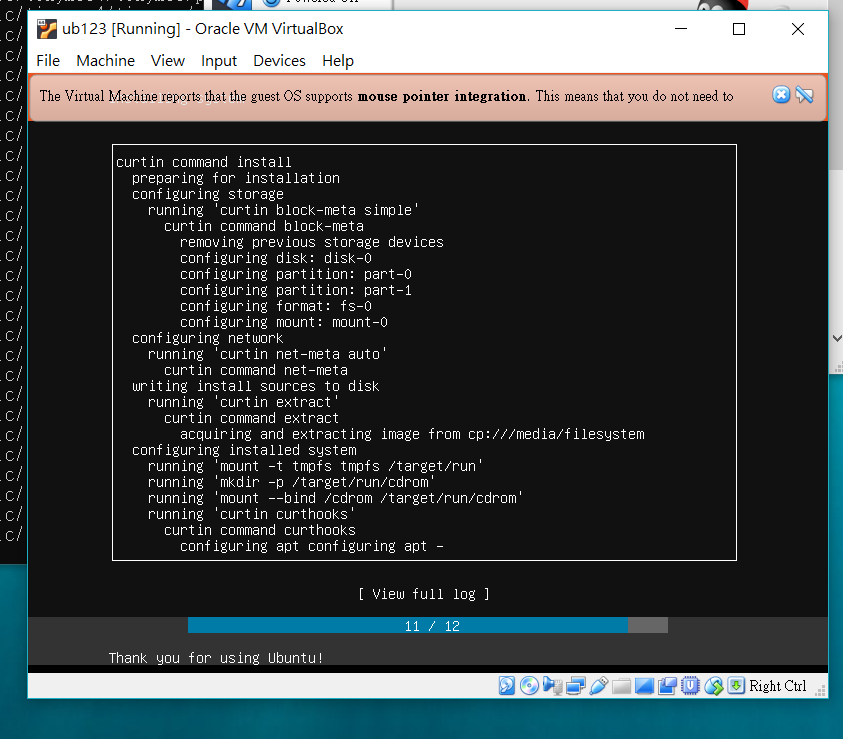 Powered Off
ub123 [Running] - Oracle VM VirtualBox
File Machine View Input Devices Help
The Virtual Machine reports that the guest OS supports mouse pointer integration. This means that you do not need to
curtin command install
preparing for installation
configuring storage
running 'curtin block-meta simple'
curtin command block-meta
removing previous storage devices
configuring disk: disk-0
configuring partition: part-0
configuring partition: part-1
configuring format: fs-0
configuring mount: mount-0
configuring network
running 'curtin net-meta auto'
curtin command net-meta
writing install sources to disk
running 'curtin extract'
curtin command extract
acquiring and extracting image from cp:///media/filesystem
configuring installed system
running 'mount -t tmpfs tmpfs /target/run'
running 'mkdir -p /target/run/cdrom'
running 'mount --bind /cdrom /target/run/cdrom'
running 'curtin curthooks'
curtin command curthooks
configuring apt configuring apt -
[ View full log ]
11 / 12
Thank you for using Ubuntu!
Right Ctrl